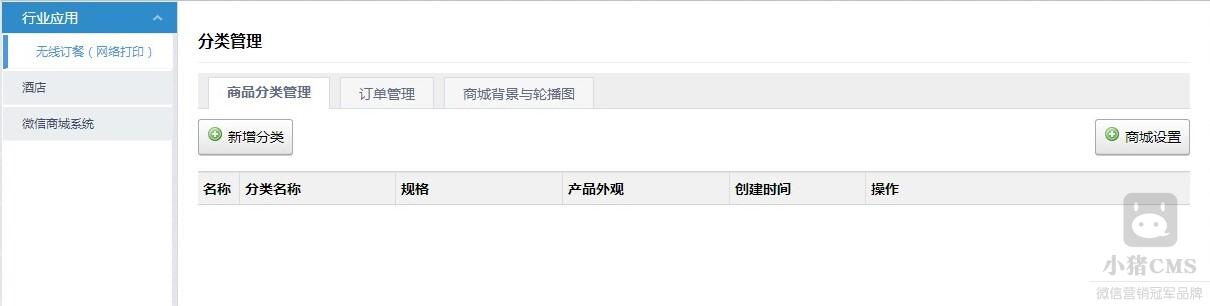 行业应用
无线订餐（网络打印）
酒店
微信商城系统
分类管理
商品分类管理 订单管理 商城背景与轮播图
新增分类 商城设置
名称 分类名称 规格 产品外观 创建时间 操作
小猪CMS
微信营销冠军品牌